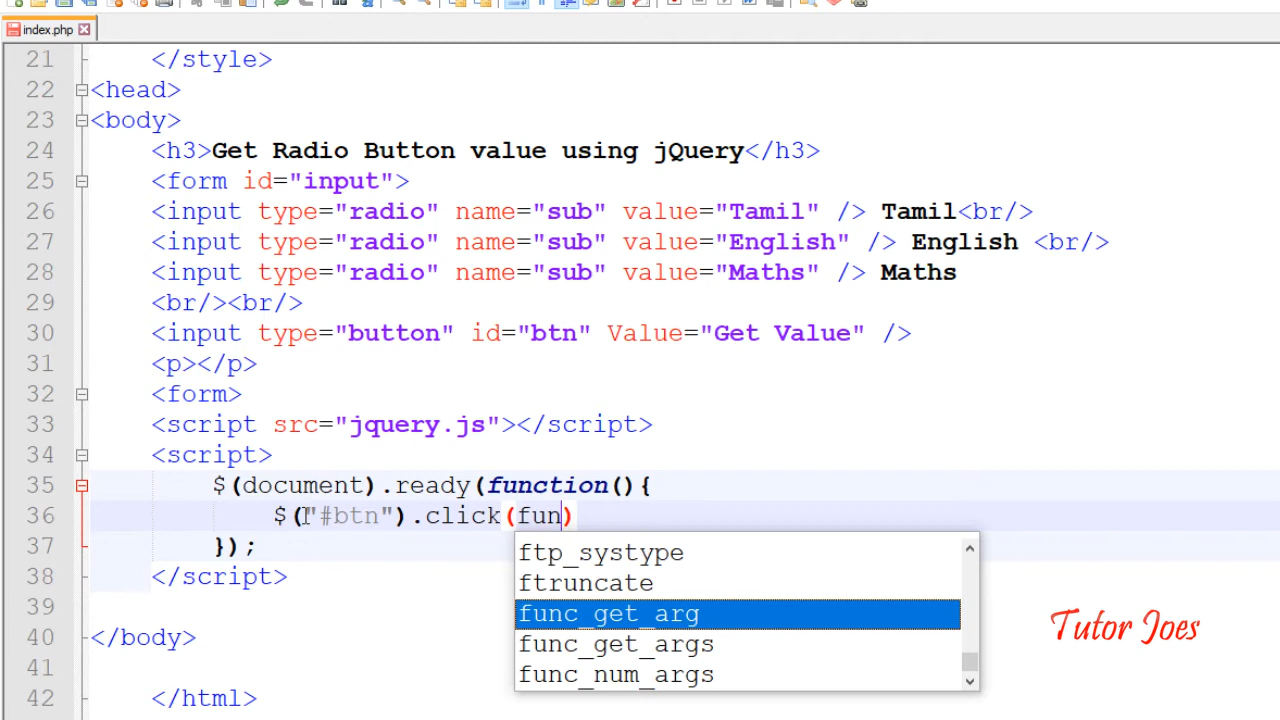 index.php
21 </style>
22 <head>
23 <body>
24 <h3>Get Radio Button value using jQuery</h3>
25 <form id="input">
26 <input type="radio" name="sub" value="Tamil" /> Tamil<br/>
27 <input type="radio" name="sub" value="English" /> English <br/>
28 <input type="radio" name="sub" value="Maths" /> Maths
29 <br/><br/>
30 <input type="button" id="btn" Value="Get Value" />
31 <p></p>
32 <form>
33 <script src="jquery.js"></script>
34 <script>
35 $(document).ready(function(){
36 $("#btn").click(fun)
37 });
ftp_systype
38 </script>
ftruncate
39
func_get_arg
40 </body>
func_get_args
41
func_num_args
42 </html>
Tutor Joes